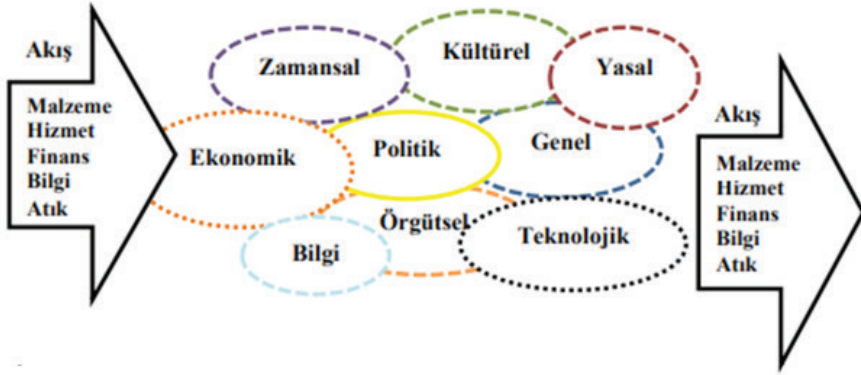 Akış
Malzeme
Hizmet
Finans
Bilgi
Atık
Zamansal
Kültürel
Yasal
Ekonomik
Politik
Genel
Örgütsel
Bilgi
Teknolojik
Akış
Malzeme
Hizmet
Finans
Bilgi
Atık